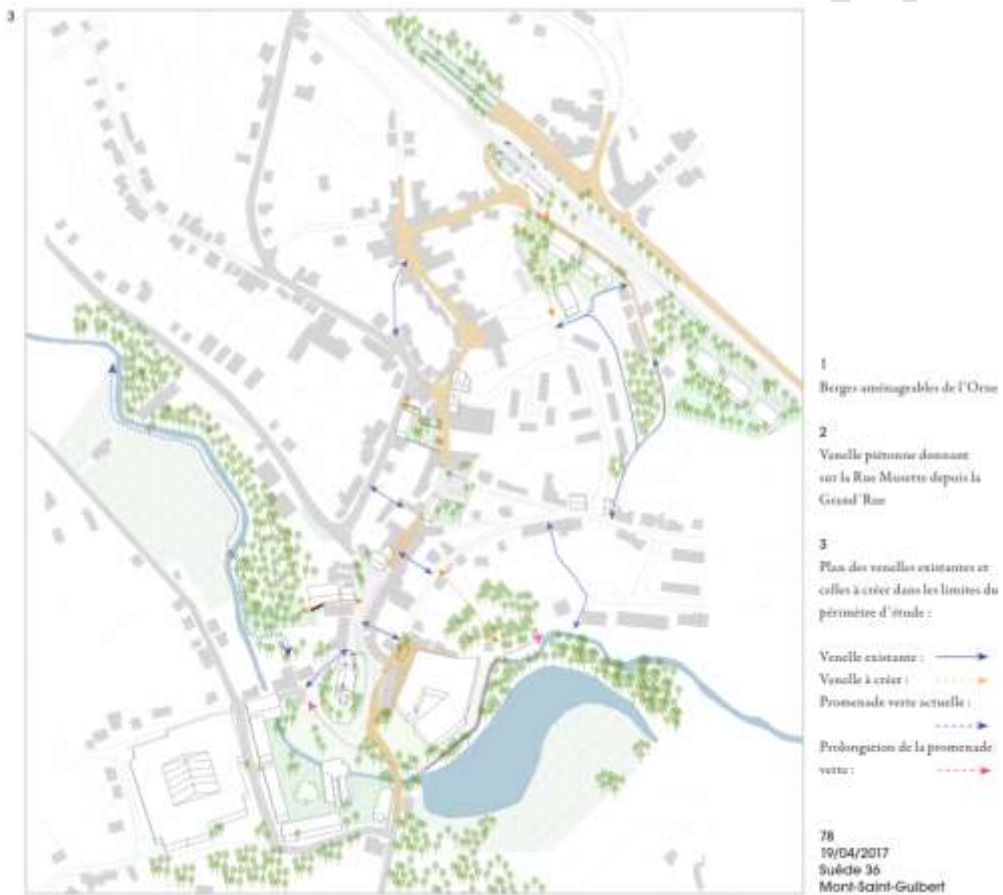 3
1
Berges aménageables de l'Orne
2
Venelle piétonne donnant
sur la Rue Musette depuis la
Grand'Rue
3
Plan des venelles existantes et
celles à créer dans les limites du
périmètre d'étude :
Venelle existante :
Venelle à créer :
Promenade verte actuelle :
Prolongation de la promenade
verte :
78
19/04/2017
Suède 36
Mont-Saint-Guibert